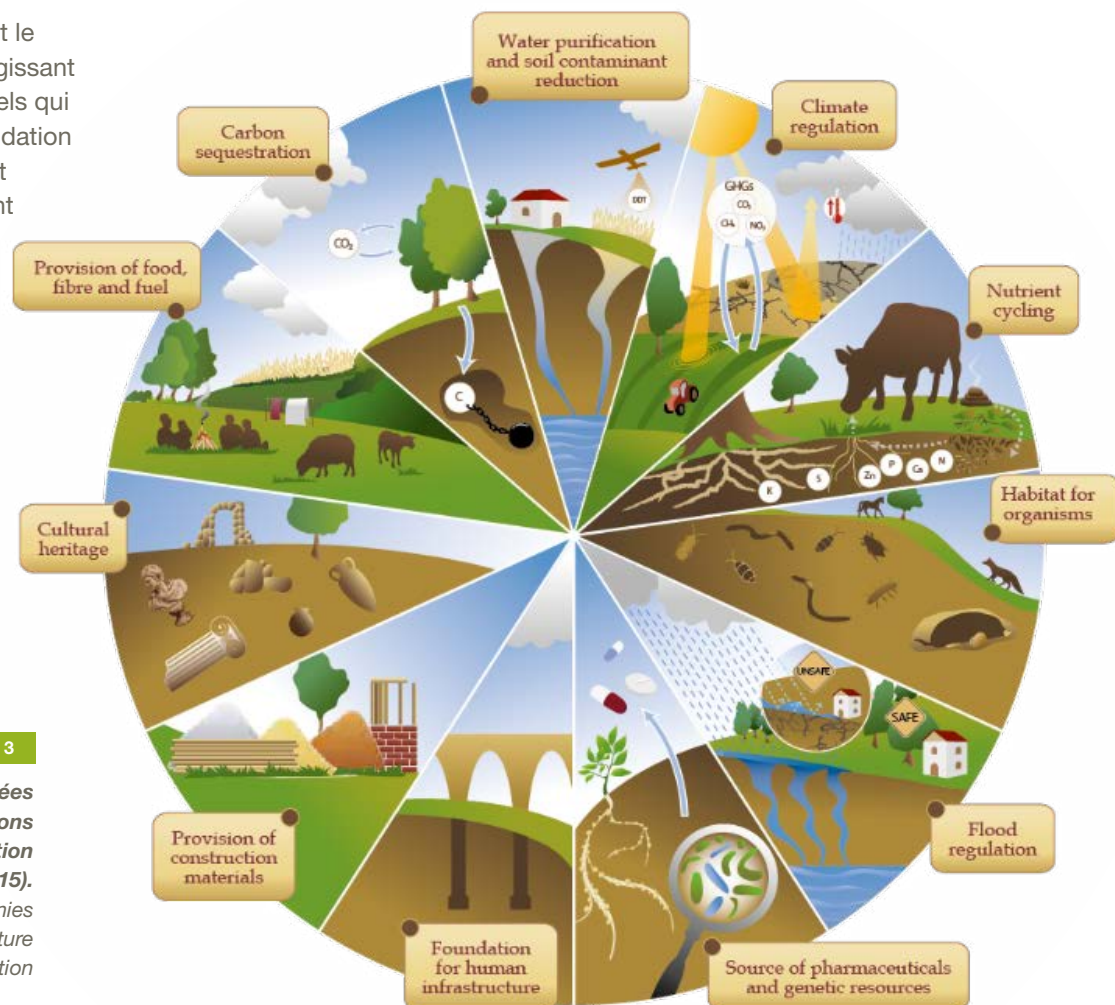 t le
gissant
els qui
dation
t
nt
Water purification
and soil contaminant
reduction
Climate
regulation
Carbon
sequestration
Provision of food,
fibre and fuel
Nutrient
cycling
Habitat for
organisms
Cultural
heritage
Flood
regulation
Provision of
construction
materials
Foundation
for human
infrastructure
Source of pharmaceuticals
and genetic resources
CO₂
C
DDT
GHGs
CO₂
CH₄
NO₂
K
S
Zn
P
Ca
N
UNSAFE
SAFE
3
ées
ons
tion
15).
nies
ture
tion